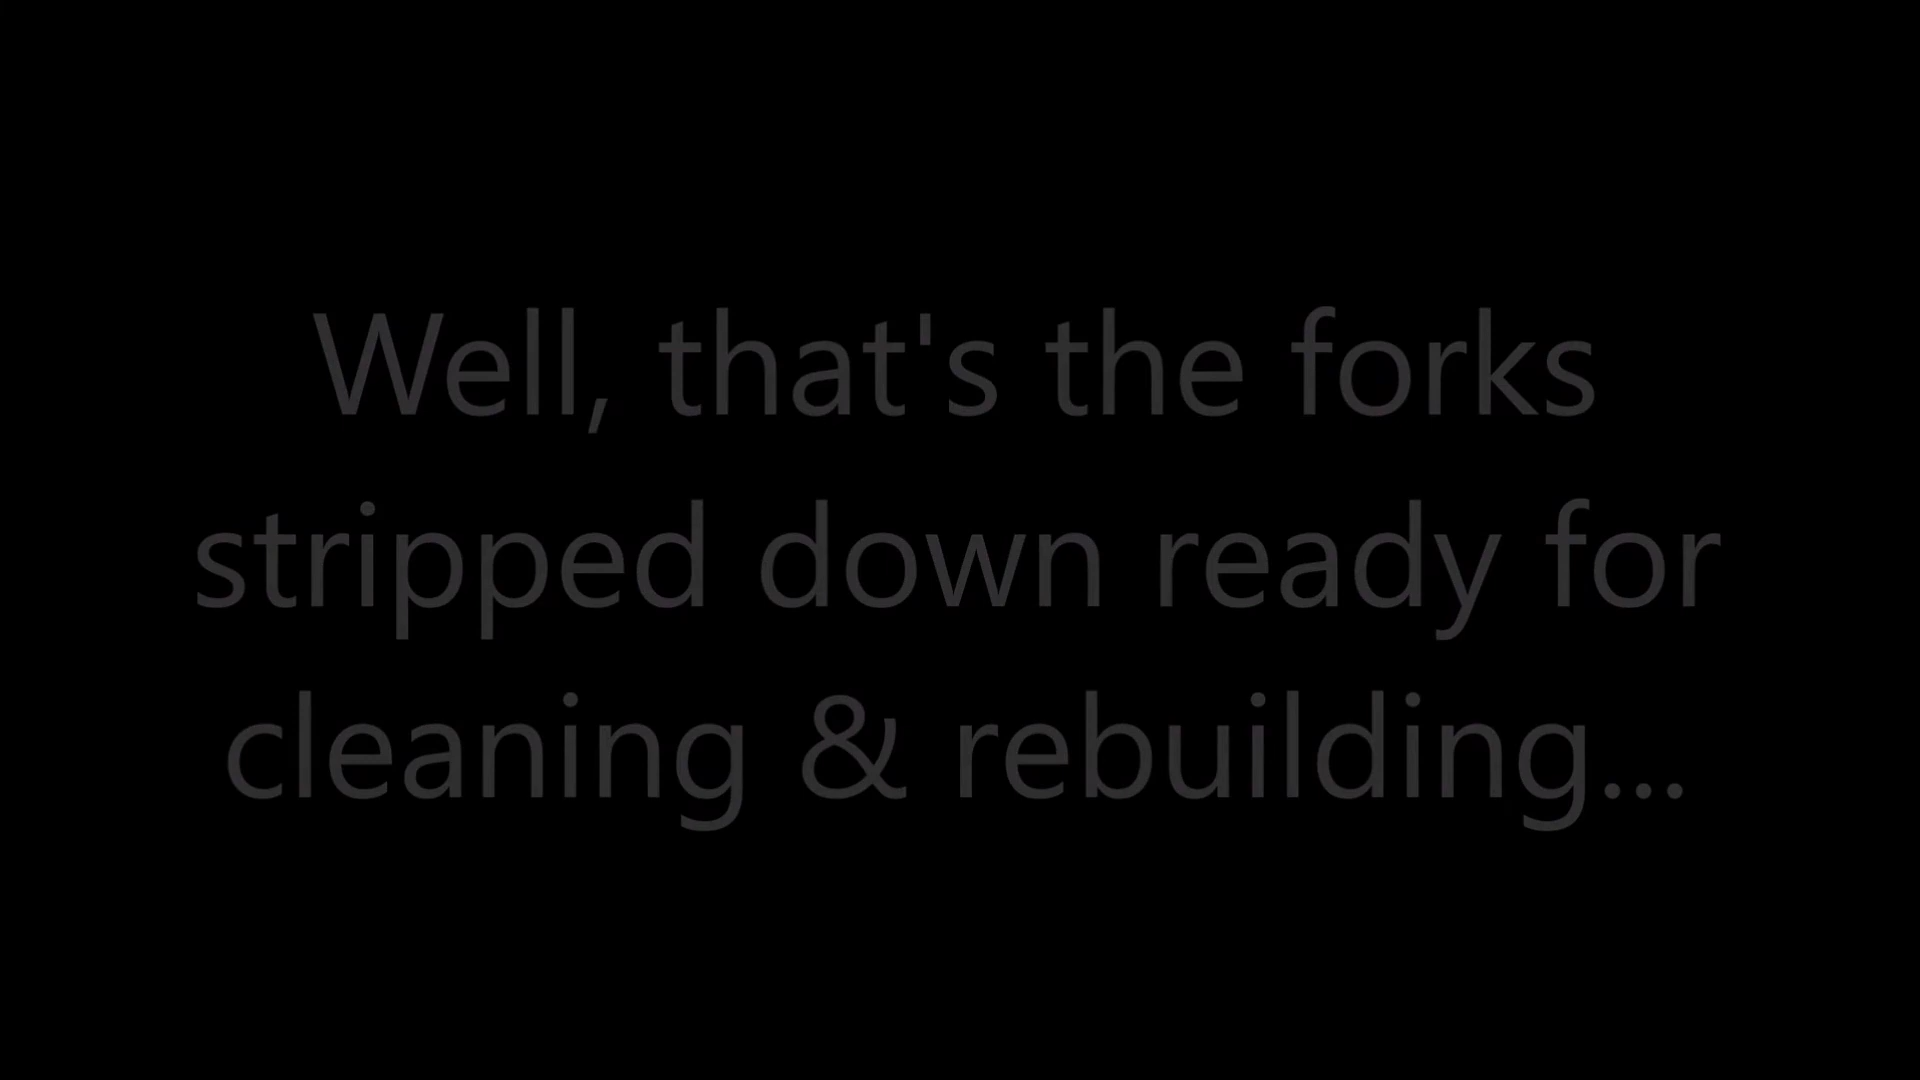 Well, that's the forks
stripped down ready for
cleaning & rebuilding...